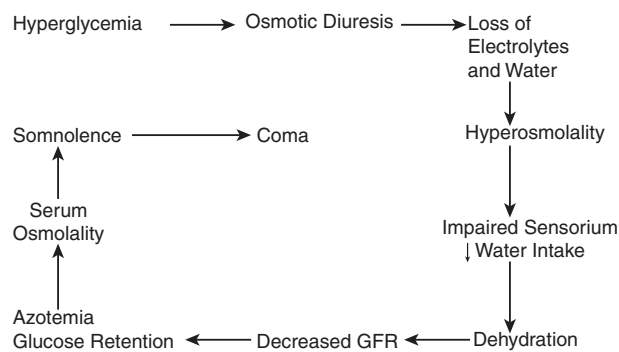 Hyperglycemia
Osmotic Diuresis
Loss of
Electrolytes
and Water
Hyperosmolality
Impaired Sensorium
↓ Water Intake
Dehydration
Decreased GFR
Azotemia
Glucose Retention
Serum
Osmolality
Somnolence
Coma